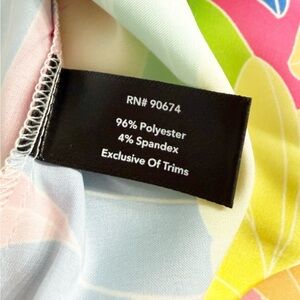 RN# 90674
96% Polyester
4% Spandex
Exclusive Of Trims